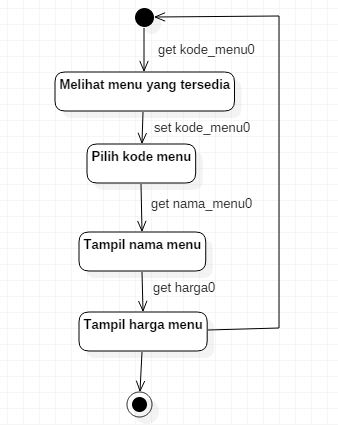 get kode_menu0
Melihat menu yang tersedia
set kode_menu0
Pilih kode menu
get nama_menu0
Tampil nama menu
get harga0
Tampil harga menu